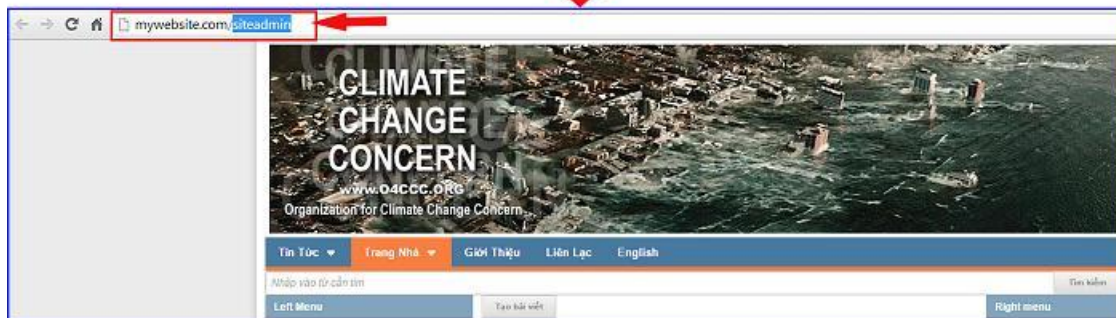 mywebsite.com/siteadmin
CLIMATE
CHANGE
CONCERN
www.O4CCC.ORG
Organization for Climate Change Concern
Tin Tức Trang Nhà Giới Thiệu Liên Lạc English
Nhập vào từ cần tìm Tìm kiếm
Left Menu Tạo bài viết Right menu